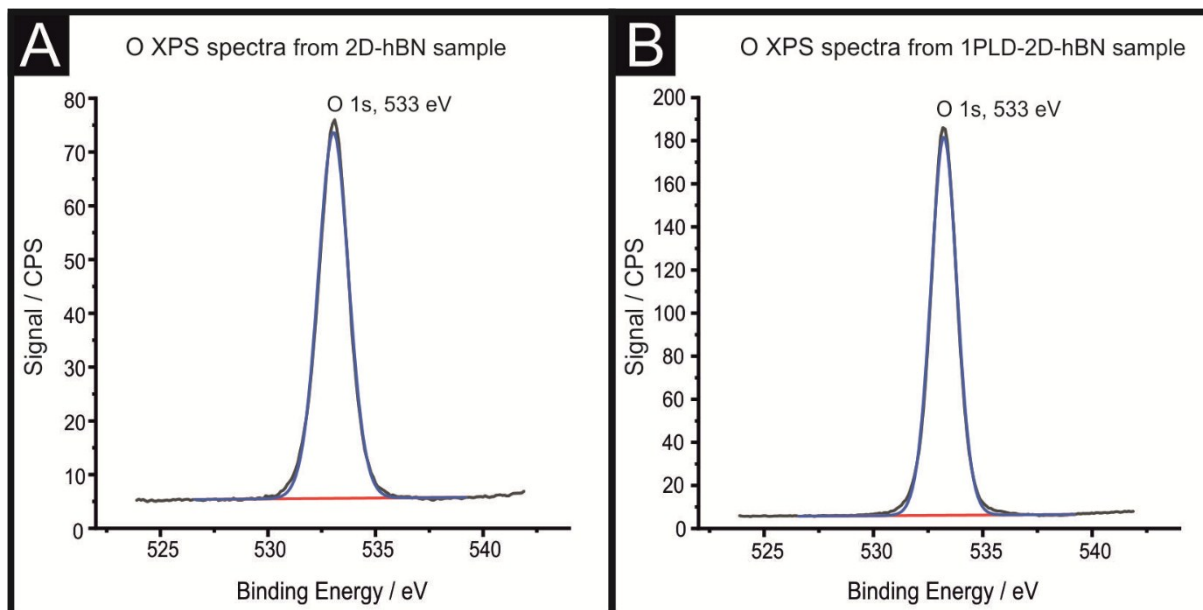 A
O XPS spectra from 2D-hBN sample
O 1s, 533 eV
80
70
60
50
40
30
20
10
0
Signal / CPS
525
530
535
540
Binding Energy / eV
B
O XPS spectra from 1PLD-2D-hBN sample
O 1s, 533 eV
200
180
160
140
120
100
80
60
40
20
0
Signal / CPS
525
530
535
540
Binding Energy / eV